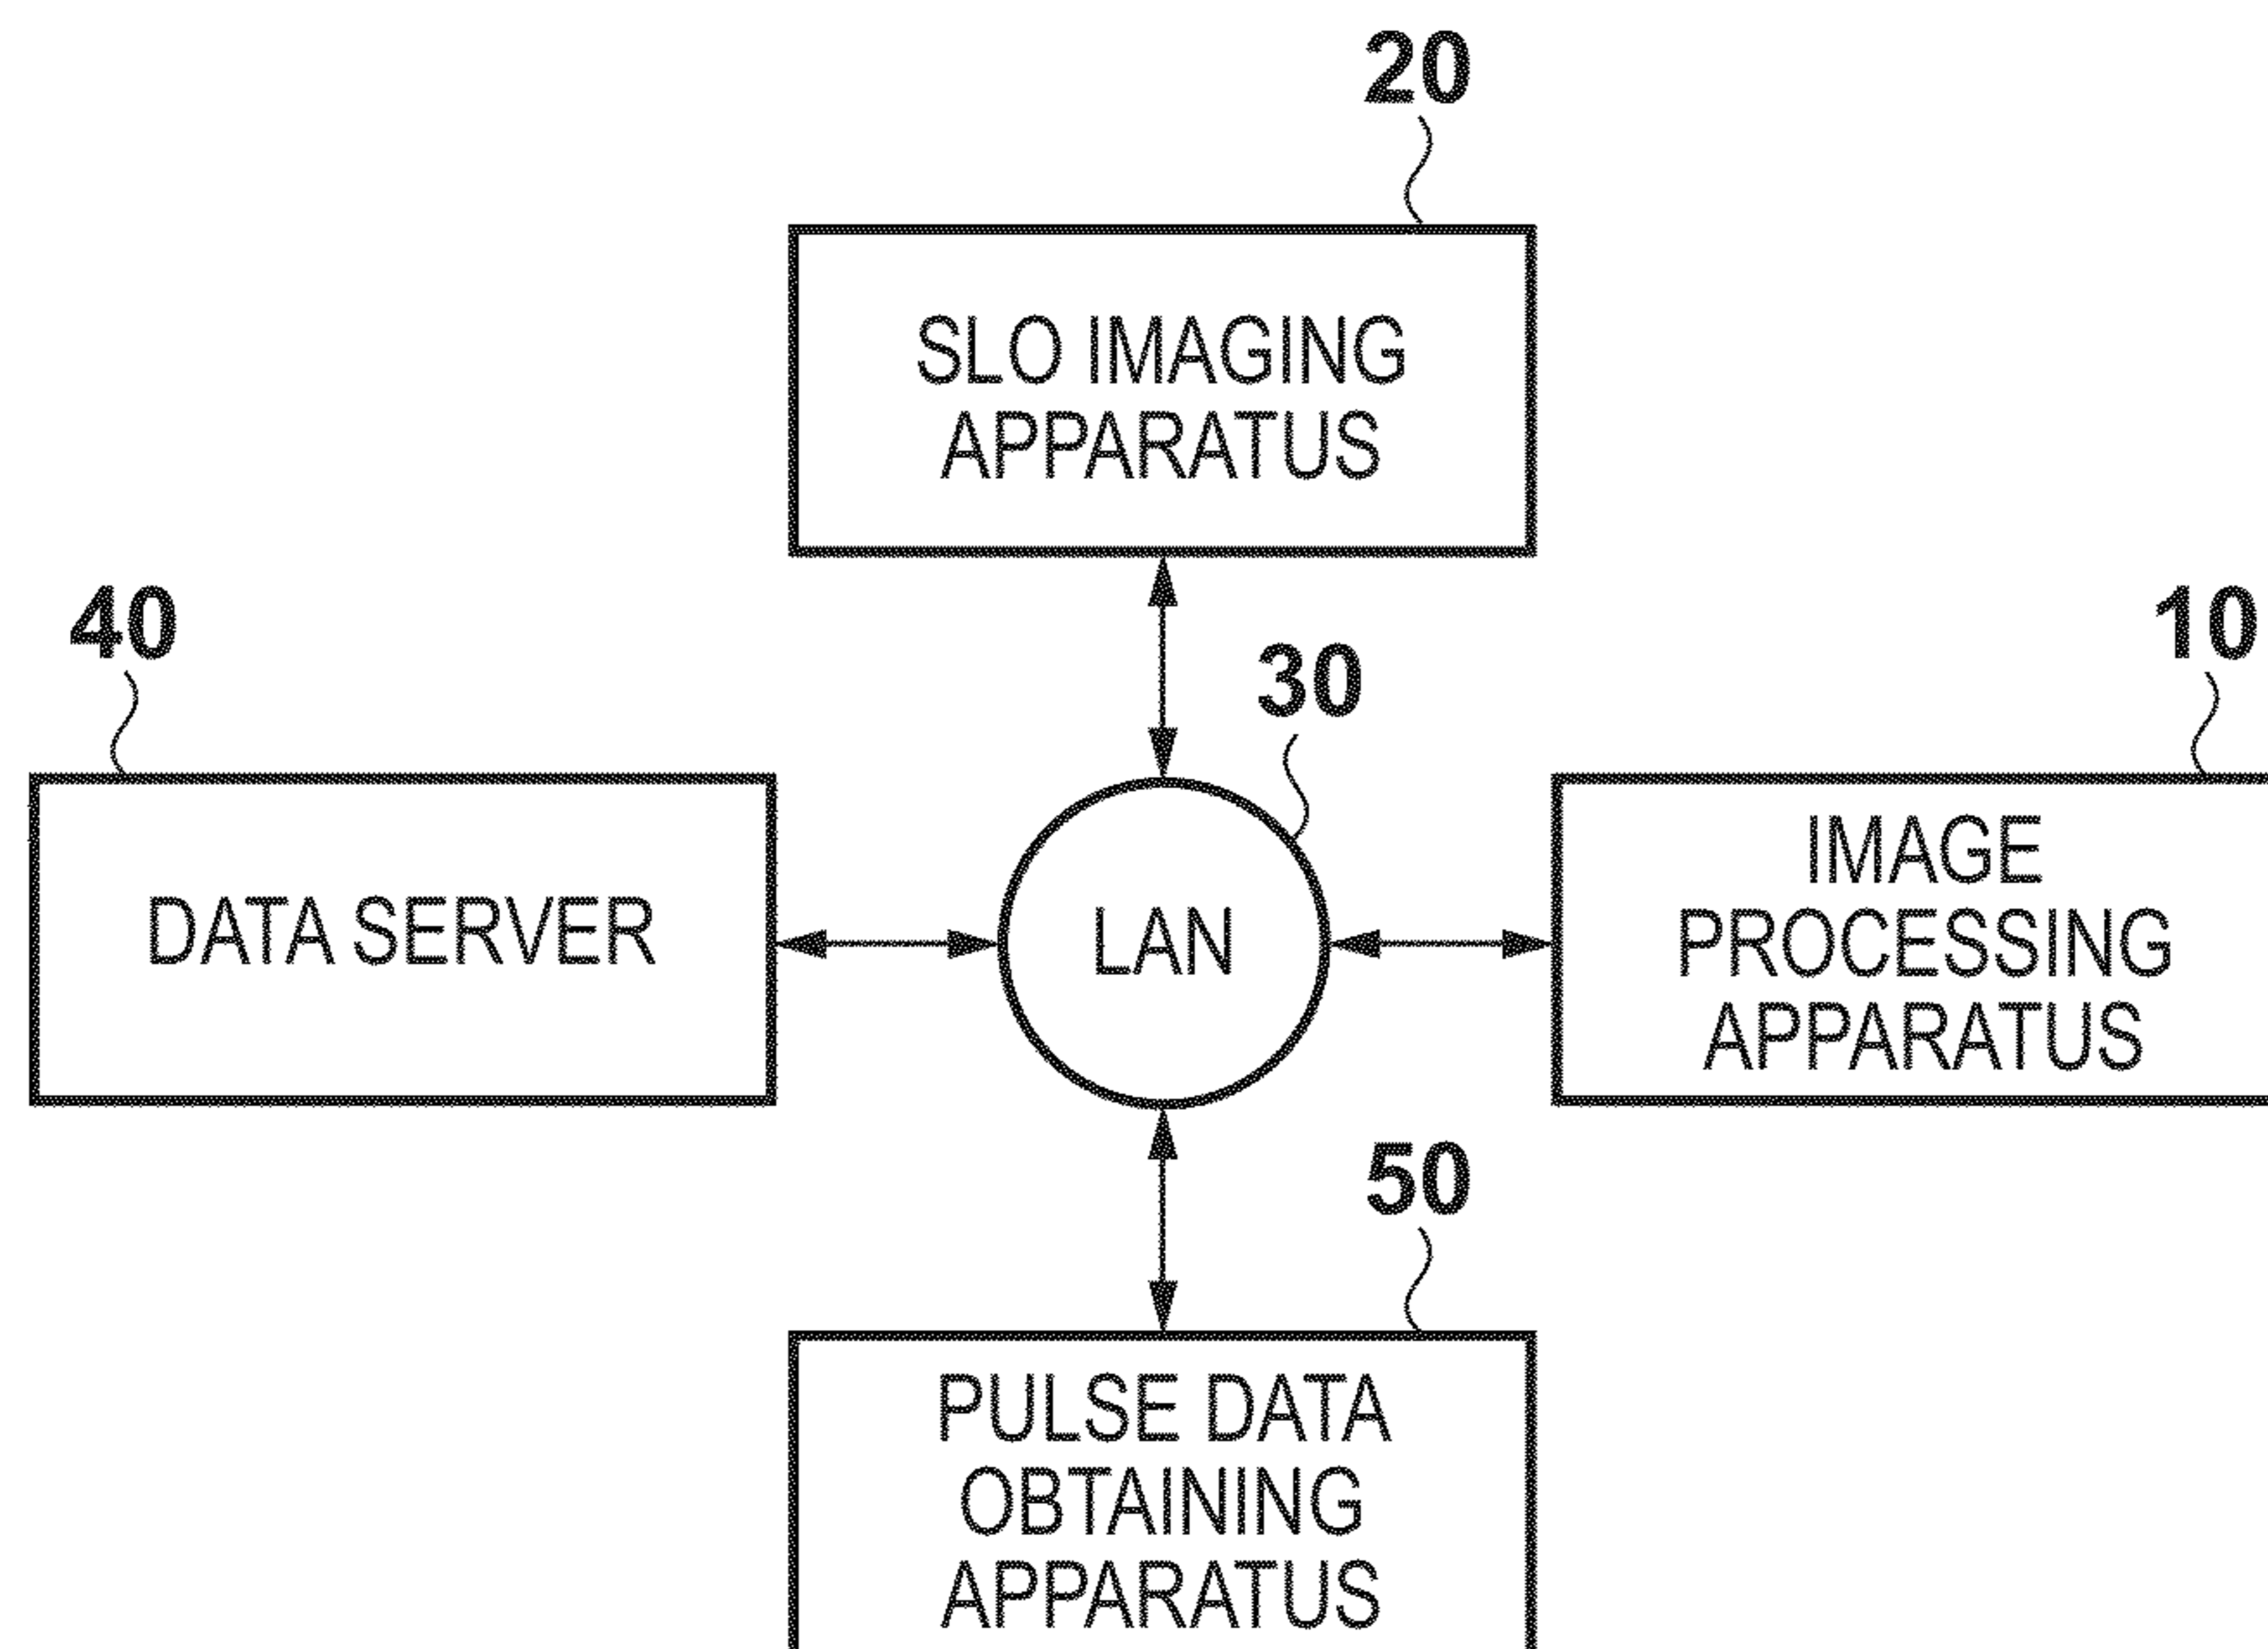 20
SLO IMAGING
APPARATUS
40
30
10
DATA SERVER
LAN
IMAGE
PROCESSING
APPARATUS
50
PULSE DATA
OBTAINING
APPARATUS